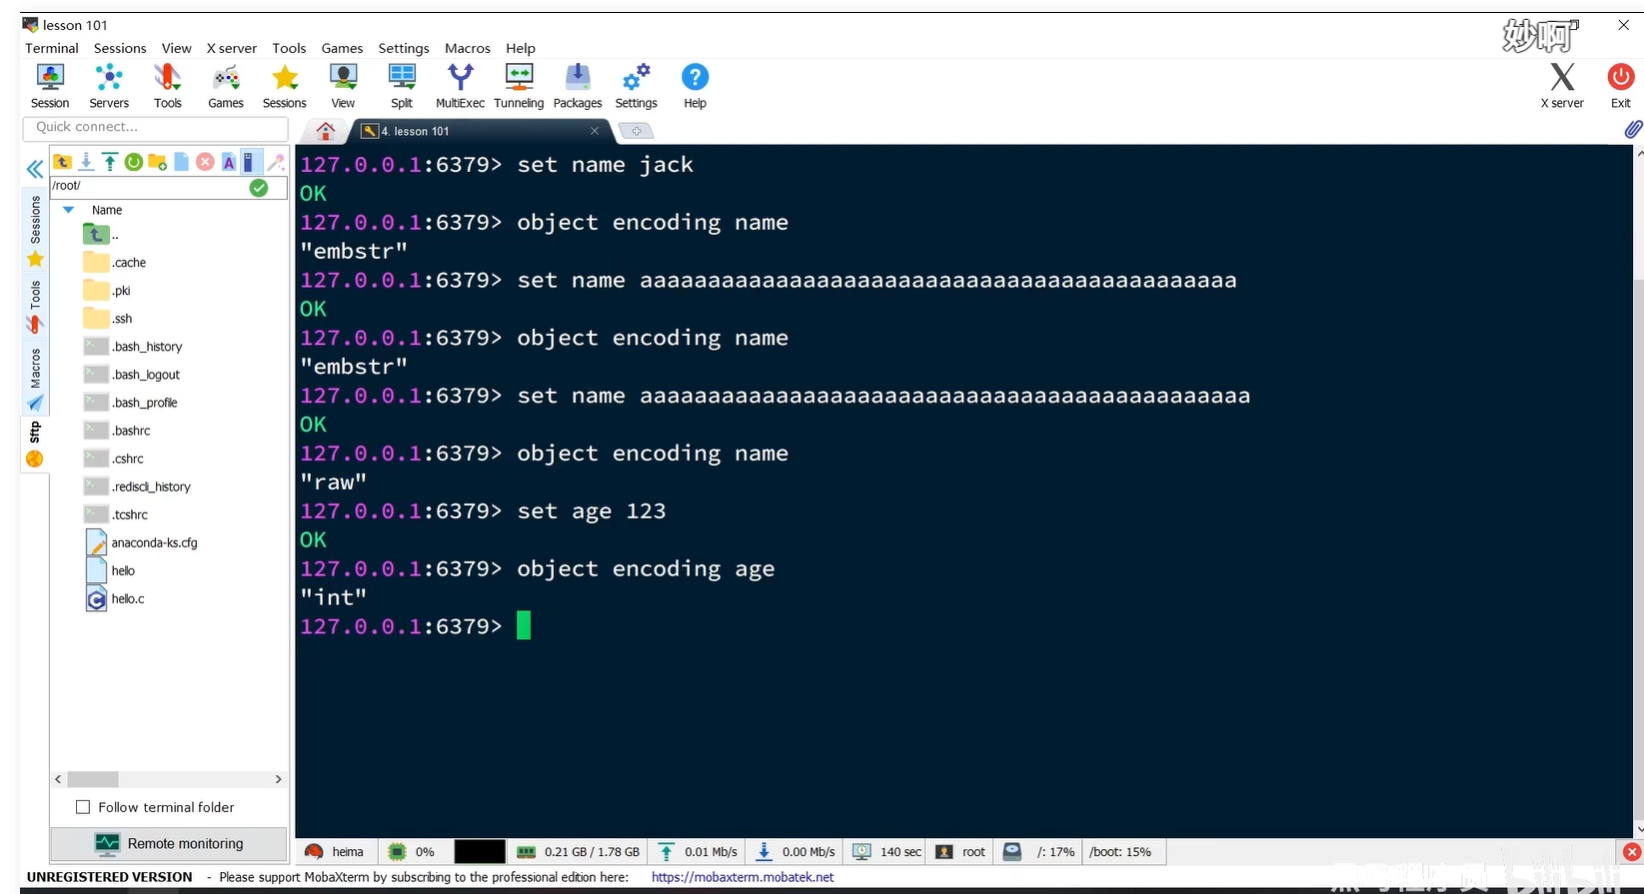 lesson 101
妙啊
Terminal Sessions View X server Tools Games Settings Macros Help
Session Servers Tools Games Sessions View Split MultiExec Tunneling Packages Settings Help X server Exit
Quick connect...
4. lesson 101
/root/
Name
..
.cache
.pki
.ssh
.bash_history
.bash_logout
.bash_profile
.bashrc
.cshrc
.rediscli_history
.tcshrc
anaconda-ks.cfg
hello
hello.c
Sessions
Tools
Macros
Sftp
Follow terminal folder
Remote monitoring
127.0.0.1:6379> set name jack
OK
127.0.0.1:6379> object encoding name
"embstr"
127.0.0.1:6379> set name aaaaaaaaaaaaaaaaaaaaaaaaaaaaaaaaaaaaaaaaaaaa
OK
127.0.0.1:6379> object encoding name
"embstr"
127.0.0.1:6379> set name aaaaaaaaaaaaaaaaaaaaaaaaaaaaaaaaaaaaaaaaaaaaa
OK
127.0.0.1:6379> object encoding name
"raw"
127.0.0.1:6379> set age 123
OK
127.0.0.1:6379> object encoding age
"int"
127.0.0.1:6379>
heima 0% 0.21 GB / 1.78 GB 0.01 Mb/s 0.00 Mb/s 140 sec root /: 17% /boot: 15%
UNREGISTERED VERSION - Please support MobaXterm by subscribing to the professional edition here: https://mobaxterm.mobatek.net
bilibili